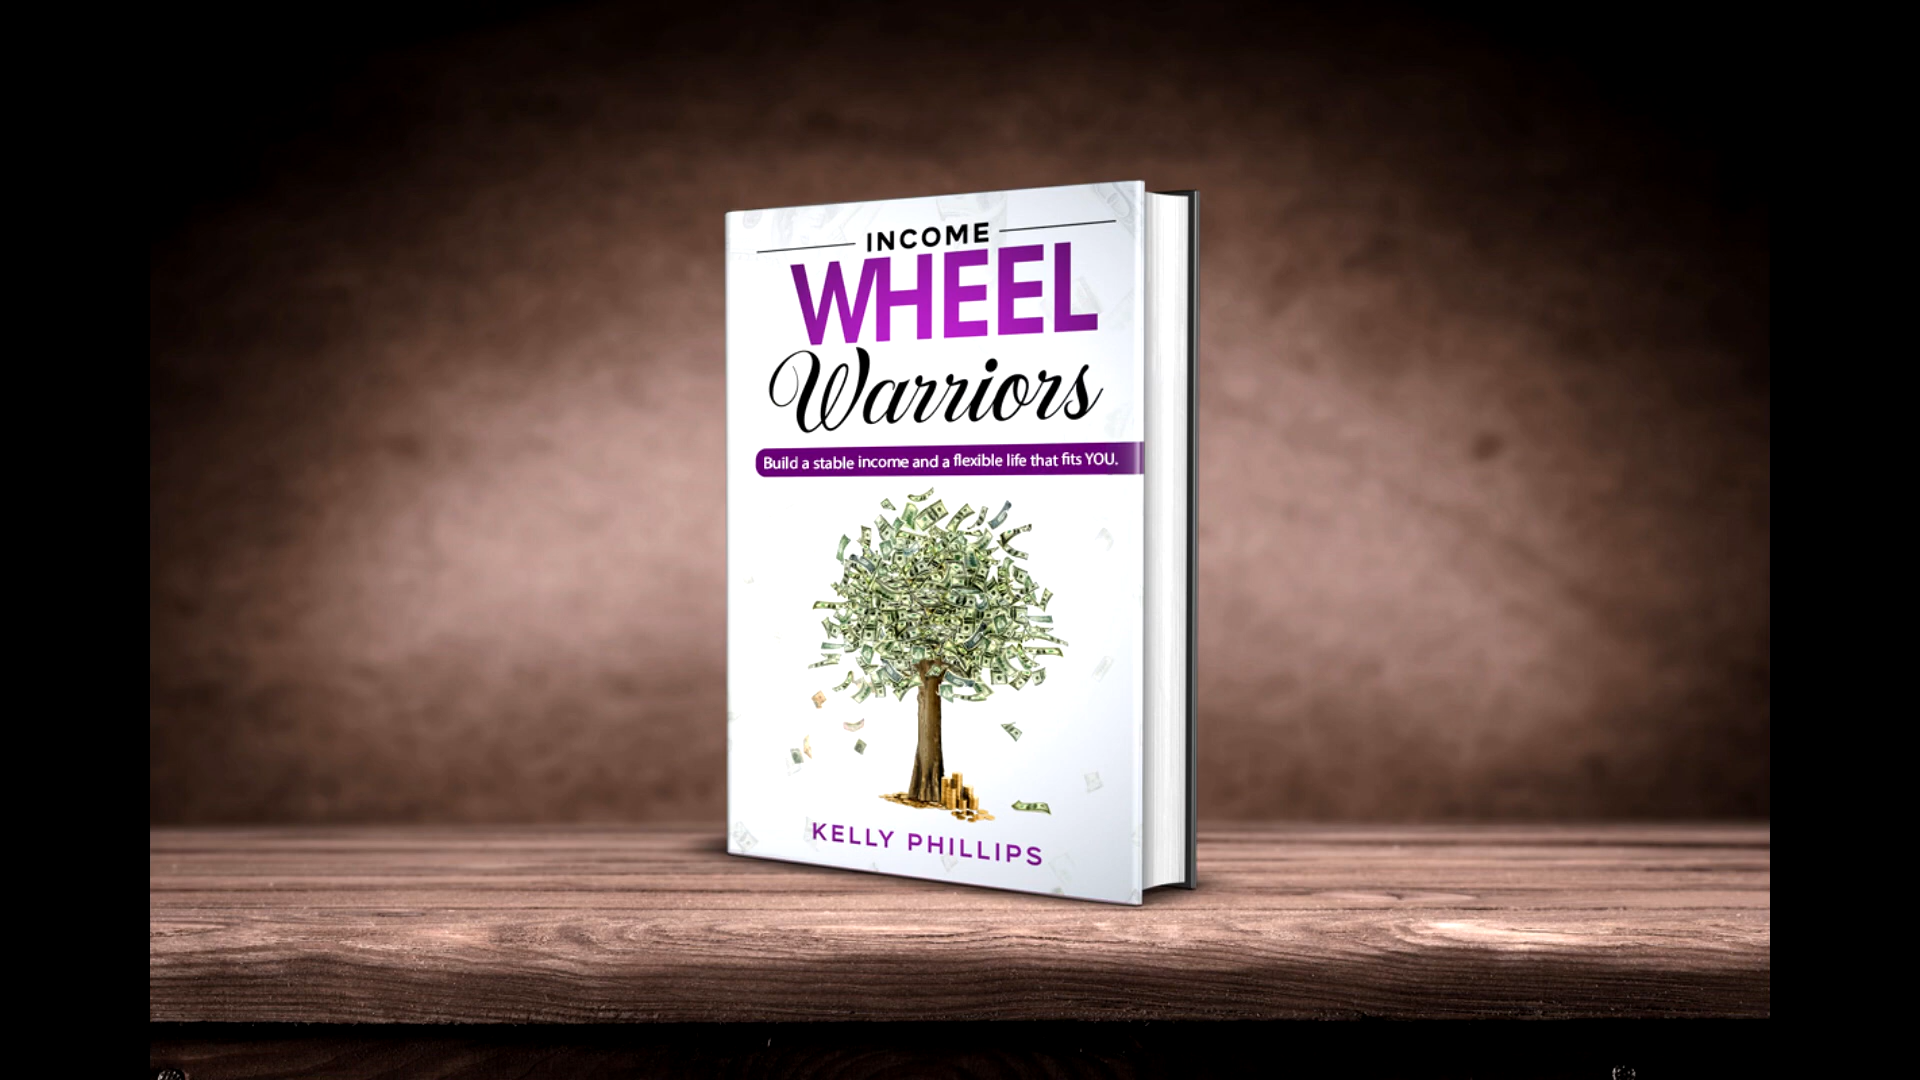 INCOME
WHEEL
Warriors
Build a stable income and a flexible life that fits YOU.
KELLY PHILLIPS